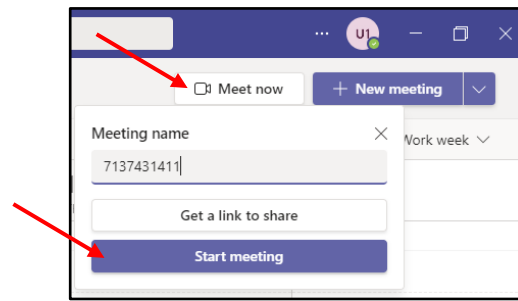 ... U1
Meet now + New meeting
Meeting name
Work week
7137431411
Get a link to share
Start meeting